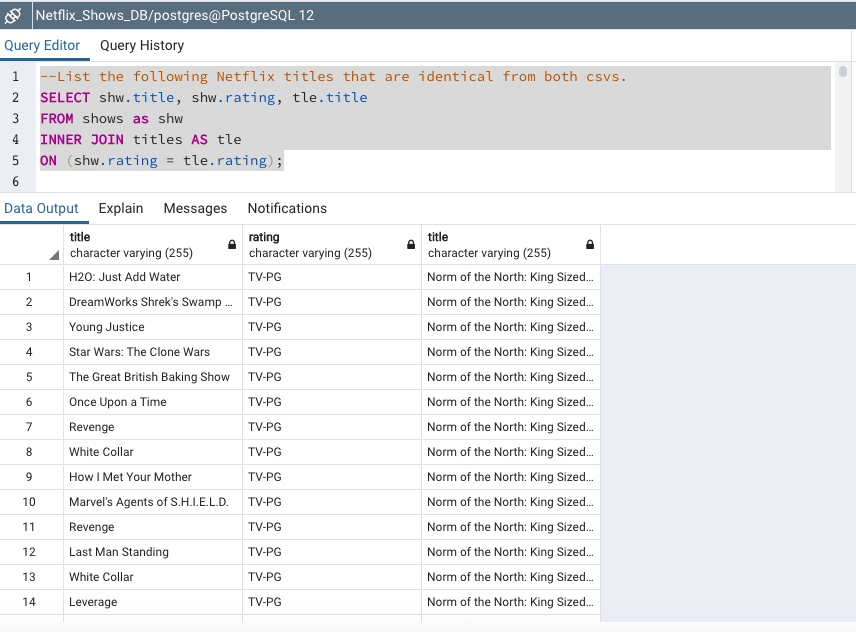 Netflix_Shows_DB/postgres@PostgreSQL 12
Query Editor Query History
1 --List the following Netflix titles that are identical from both csvs.
2 SELECT shw.title, shw.rating, tle.title
3 FROM shows as shw
4 INNER JOIN titles AS tle
5 ON (shw.rating = tle.rating);
6
Data Output Explain Messages Notifications
title rating title
character varying (255) character varying (255) character varying (255)
1 H2O: Just Add Water TV-PG Norm of the North: King Sized...
2 DreamWorks Shrek's Swamp ... TV-PG Norm of the North: King Sized...
3 Young Justice TV-PG Norm of the North: King Sized...
4 Star Wars: The Clone Wars TV-PG Norm of the North: King Sized...
5 The Great British Baking Show TV-PG Norm of the North: King Sized...
6 Once Upon a Time TV-PG Norm of the North: King Sized...
7 Revenge TV-PG Norm of the North: King Sized...
8 White Collar TV-PG Norm of the North: King Sized...
9 How I Met Your Mother TV-PG Norm of the North: King Sized...
10 Marvel's Agents of S.H.I.E.L.D. TV-PG Norm of the North: King Sized...
11 Revenge TV-PG Norm of the North: King Sized...
12 Last Man Standing TV-PG Norm of the North: King Sized...
13 White Collar TV-PG Norm of the North: King Sized...
14 Leverage TV-PG Norm of the North: King Sized...